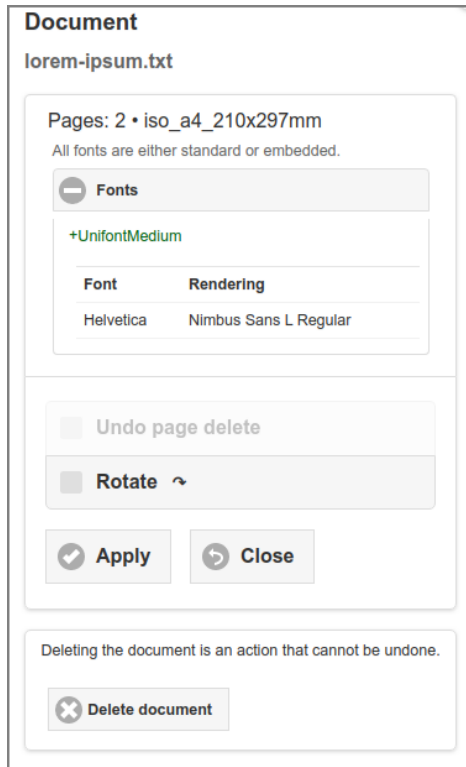 Document
lorem-ipsum.txt
Pages: 2 • iso_a4_210x297mm
All fonts are either standard or embedded.
Fonts
+UnifontMedium
Font Rendering
Helvetica Nimbus Sans L Regular
Undo page delete
Rotate ↷
Apply Close
Deleting the document is an action that cannot be undone.
Delete document